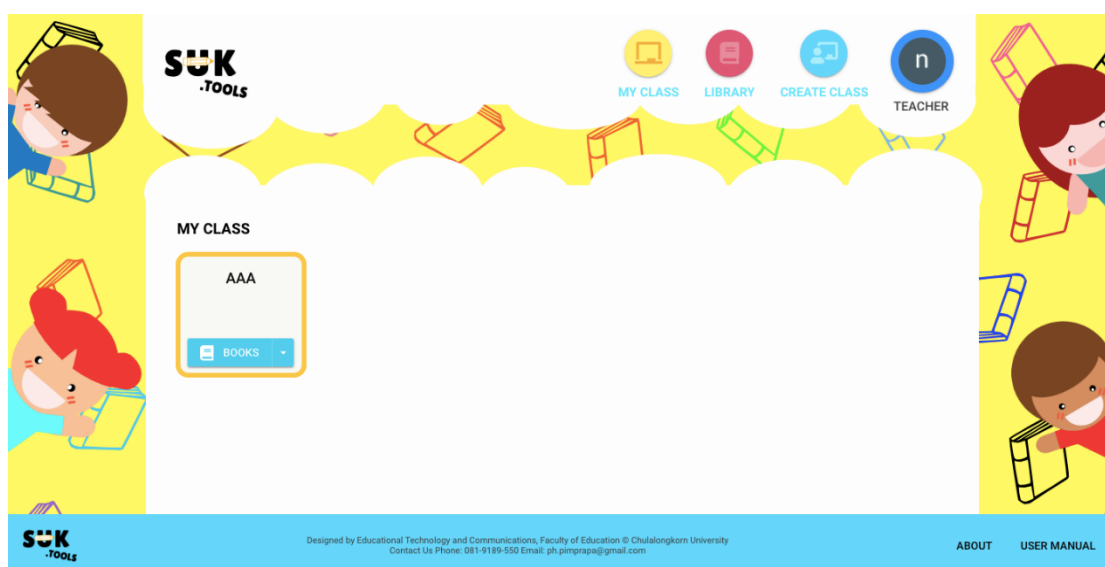 SUK
.TOOLS
MY CLASS
LIBRARY
CREATE CLASS
n
TEACHER
MY CLASS
AAA
BOOKS
SUK
.TOOLS
Designed by Educational Technology and Communications, Faculty of Education © Chulalongkorn University
Contact Us Phone: 081-9189-550 Email: ph.pimprapa@gmail.com
ABOUT
USER MANUAL